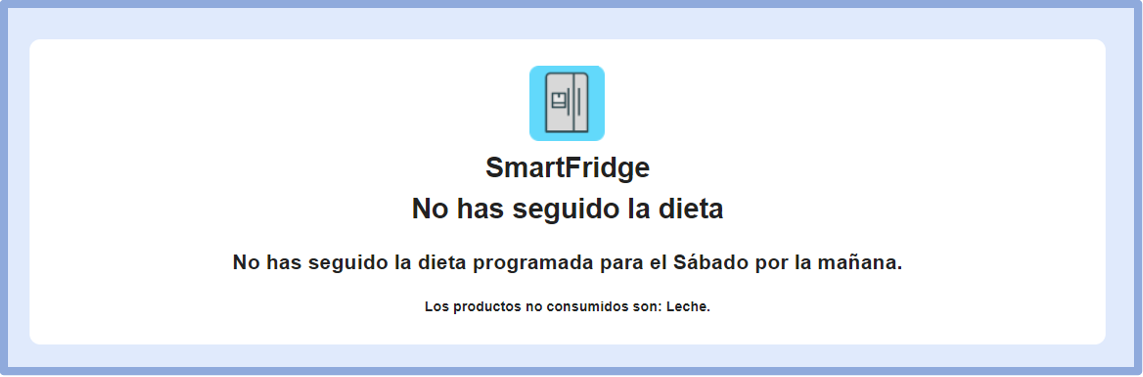 SmartFridge
No has seguido la dieta
No has seguido la dieta programada para el Sábado por la mañana.
Los productos no consumidos son: Leche.